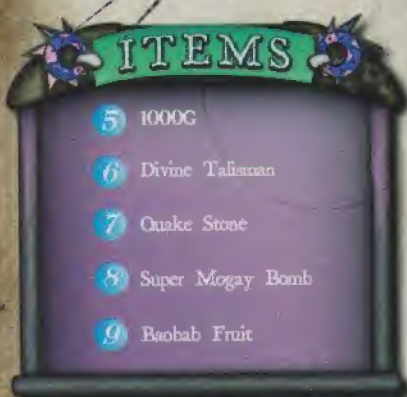 ITEMS
5 1000G
6 Divine Talisman
7 Quake Stone
8 Super Mogay Bomb
9 Baobab Fruit